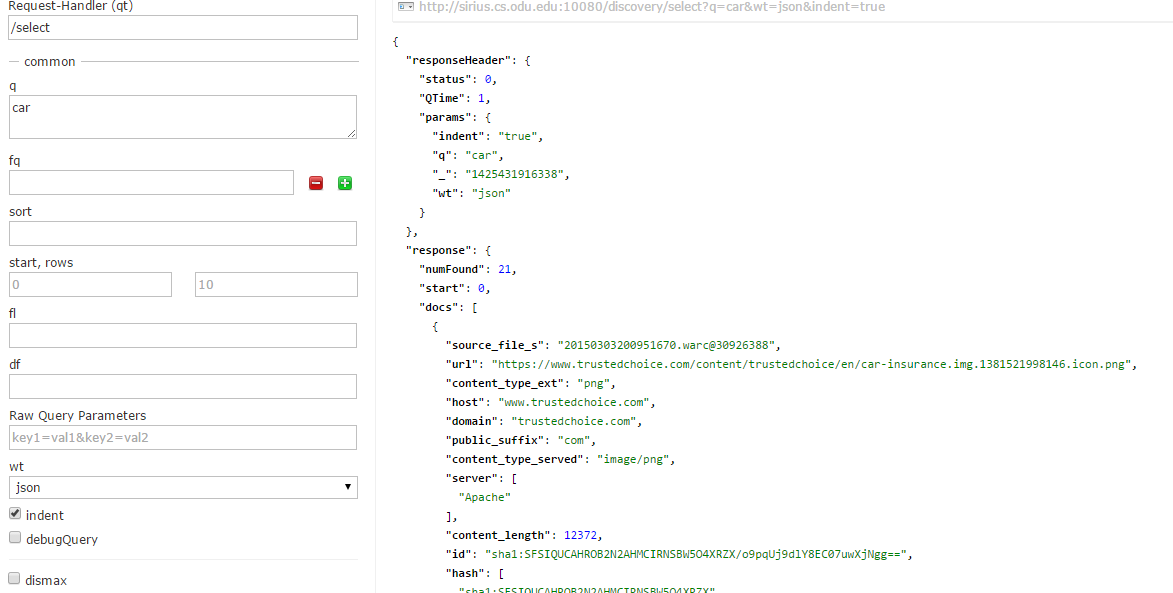 Request-Handler (qt)
/select
common
q
car
fq
sort
start, rows
0 10
fl
df
Raw Query Parameters
key1=val1&key2=val2
wt
json
indent
debugQuery
dismax
http://sirius.cs.odu.edu:10080/discovery/select?q=car&wt=json&indent=true
{
"responseHeader": {
"status": 0,
"QTime": 1,
"params": {
"indent": "true",
"q": "car",
"_": "1425431916338",
"wt": "json"
}
},
"response": {
"numFound": 21,
"start": 0,
"docs": [
{
"source_file_s": "20150303200951670.warc@30926388",
"url": "https://www.trustedchoice.com/content/trustedchoice/en/car-insurance.img.1381521998146.icon.png",
"content_type_ext": "png",
"host": "www.trustedchoice.com",
"domain": "trustedchoice.com",
"public_suffix": "com",
"content_type_served": "image/png",
"server": [
"Apache"
],
"content_length": 12372,
"id": "sha1:SFSIQUCAHROB2N2AHMCIRNSBW5O4XRZX/o9pqUj9dlY8EC07uwXjNgg==",
"hash": [
"sha1:SFSIQUCAHROB2N2AHMCIRNSBW5O4XRZX"